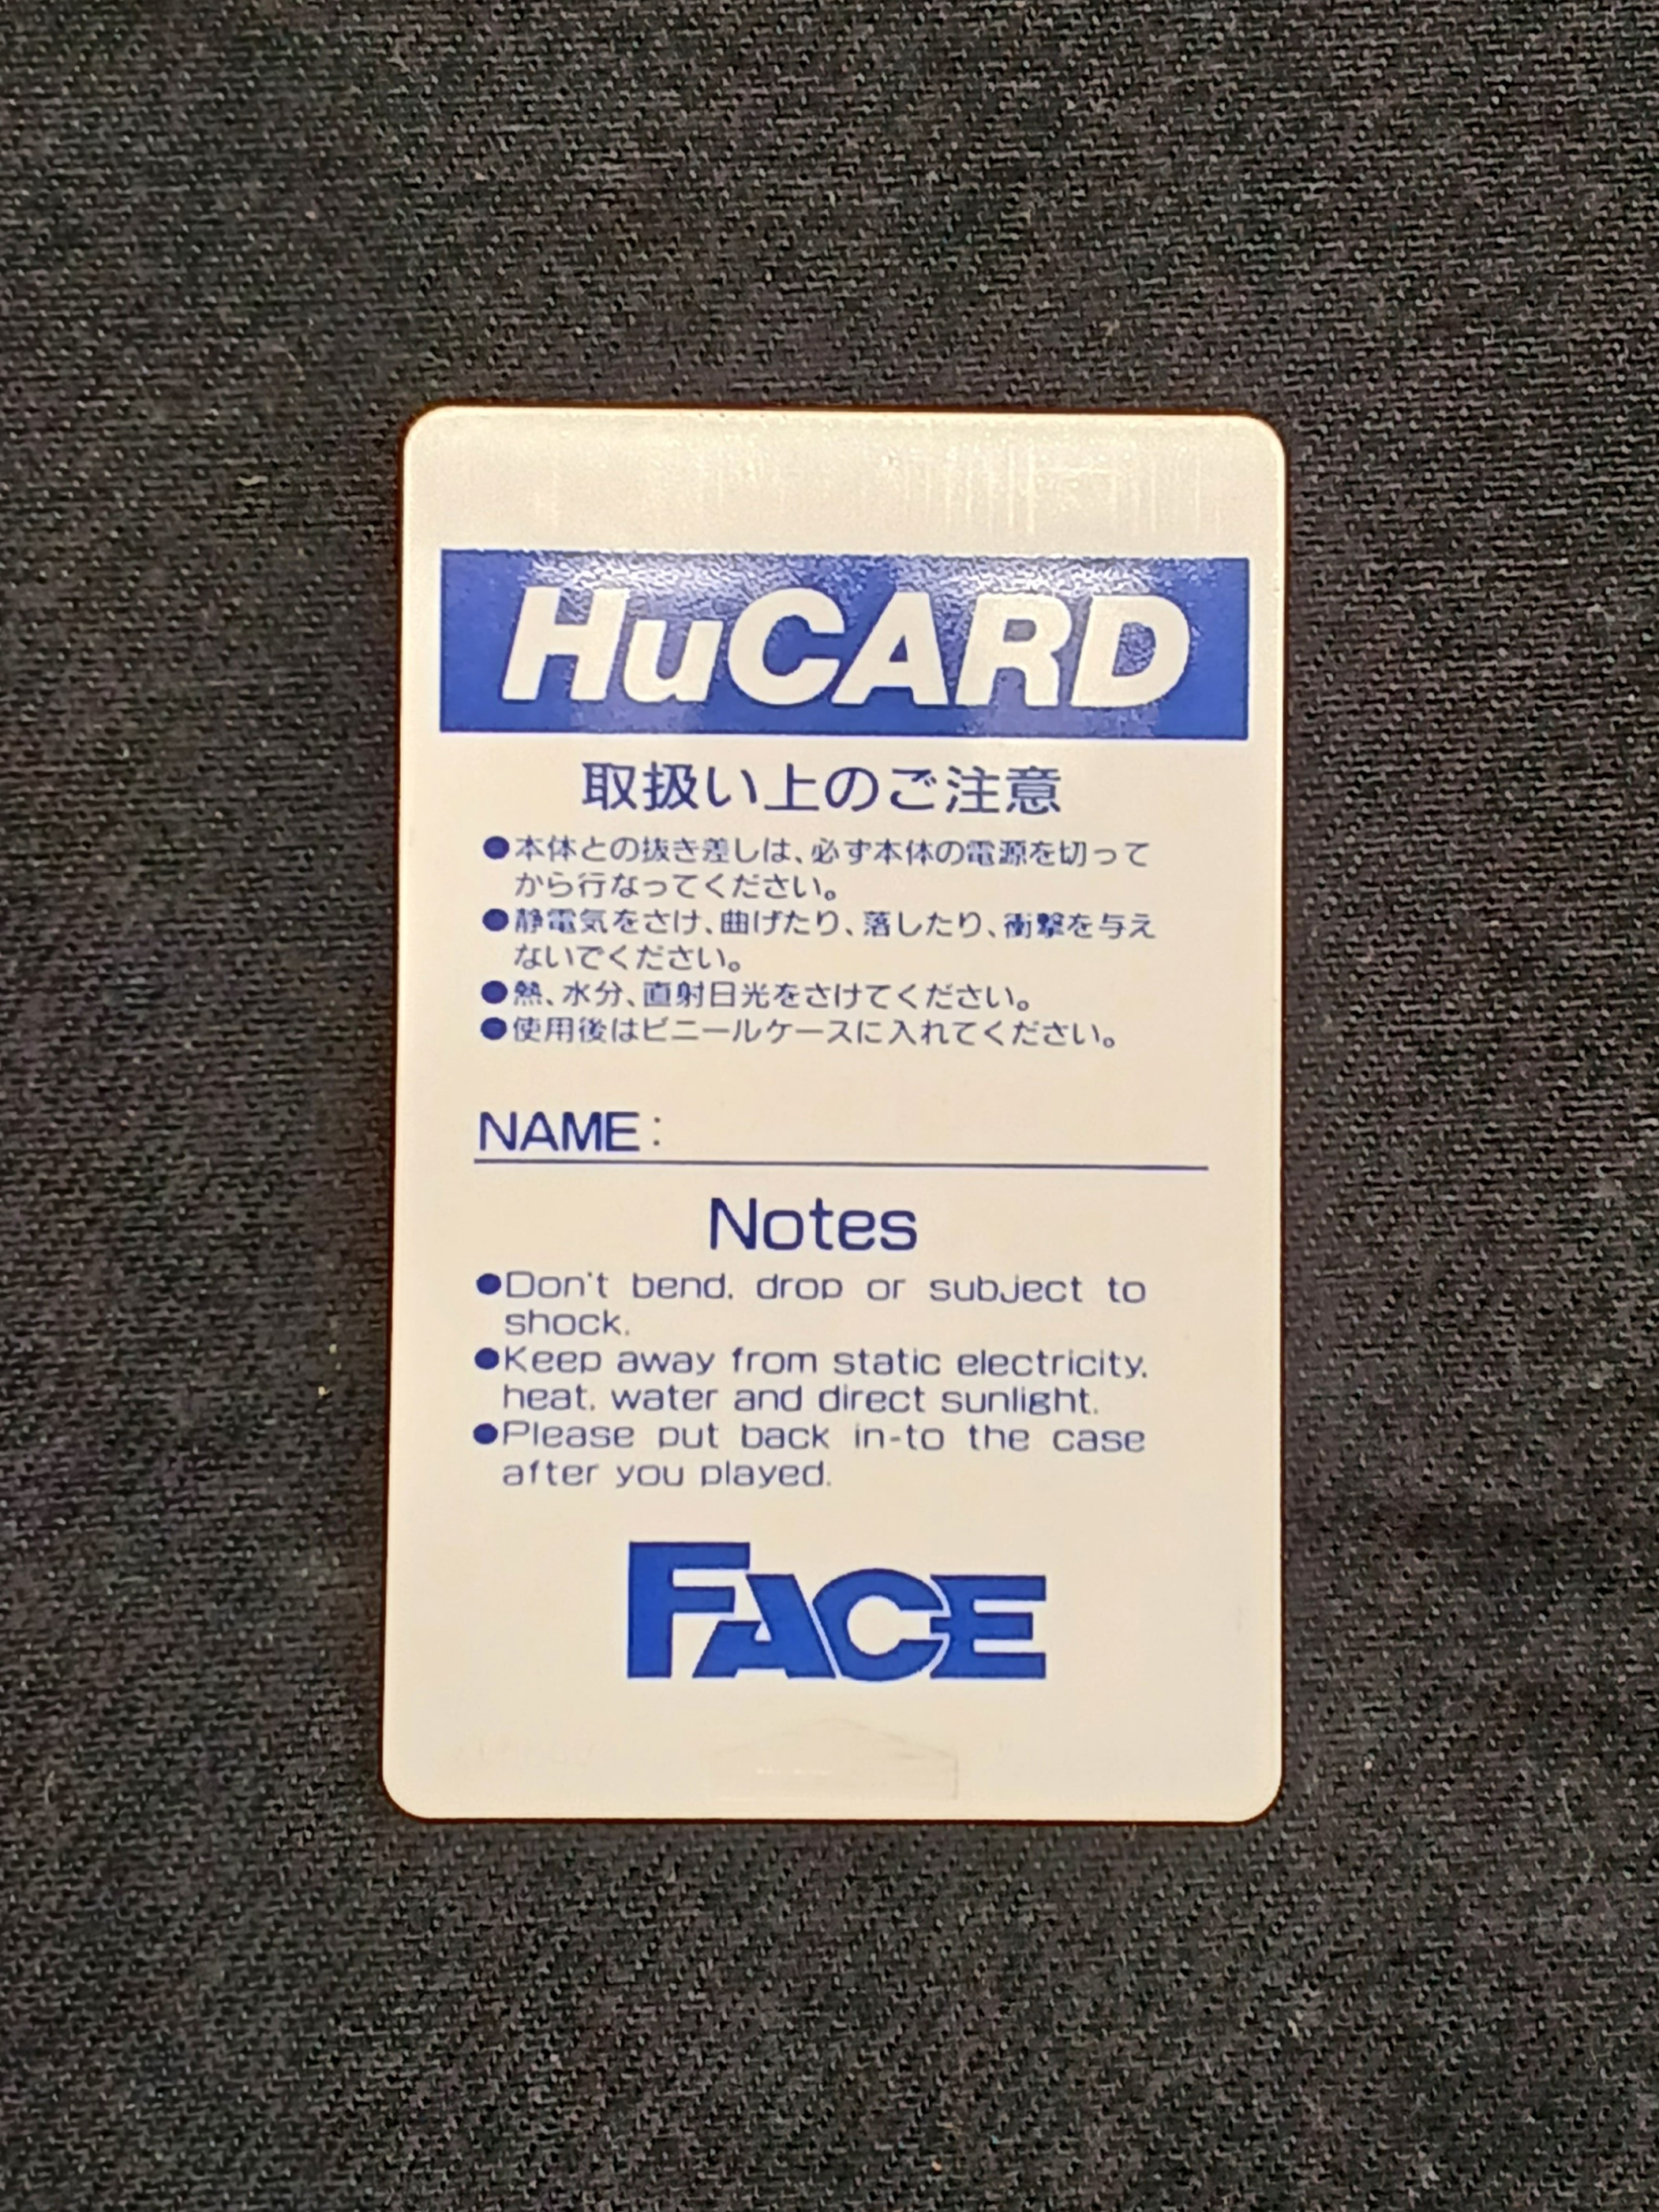 HuCARD
取扱い上のご注意
●本体との抜き差しは、必ず本体の電源を切って
から行なってください。
●静電気をさけ、曲げたり、落したり、衝撃を与え
ないでください。
●熱、水分、直射日光をさけてください。
●使用後はビニールケースに入れてください。
NAME:
Notes
●Don't bend, drop or subject to
shock.
●Keep away from static electricity,
heat, water and direct sunlight.
●Please put back in-to the case
after you played.
FACE